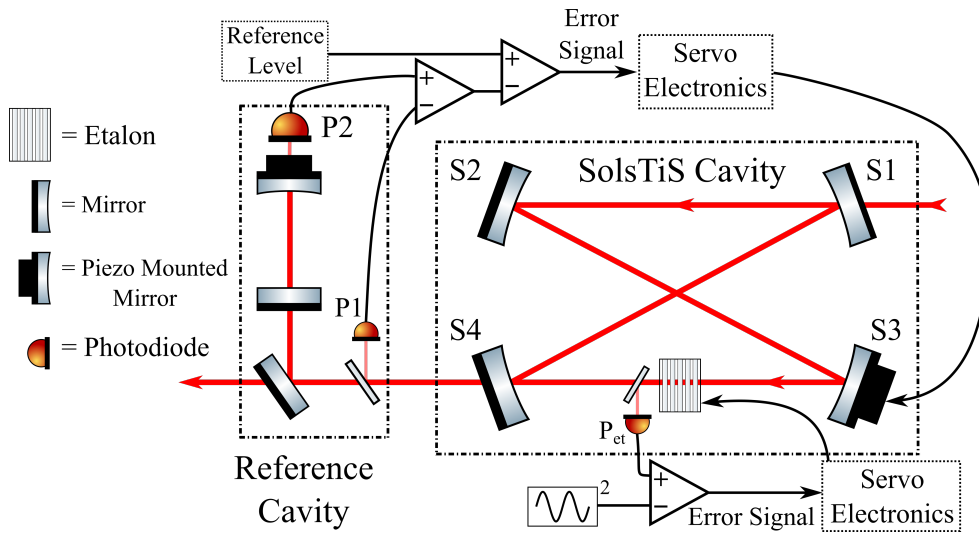 Reference
Level
Error
Signal
Servo
Electronics
+
−
+
−
P2
= Etalon
= Mirror
= Piezo Mounted
Mirror
= Photodiode
P1
S2
SolsTiS Cavity
S1
S4
S3
P_et
Reference
Cavity
2
+
−
Error Signal
Servo
Electronics